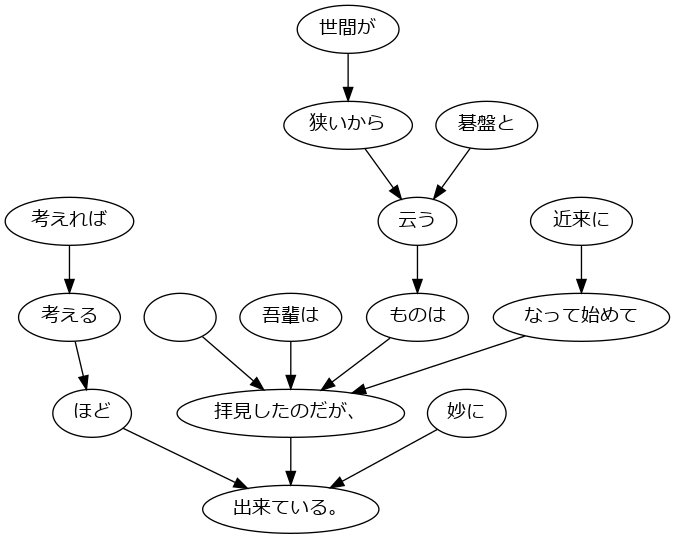 世間が
狭いから
碁盤と
考えれば
云う
近来に
考える
吾輩は
ものは
なって始めて
ほど
拝見したのだが、
妙に
出来ている。